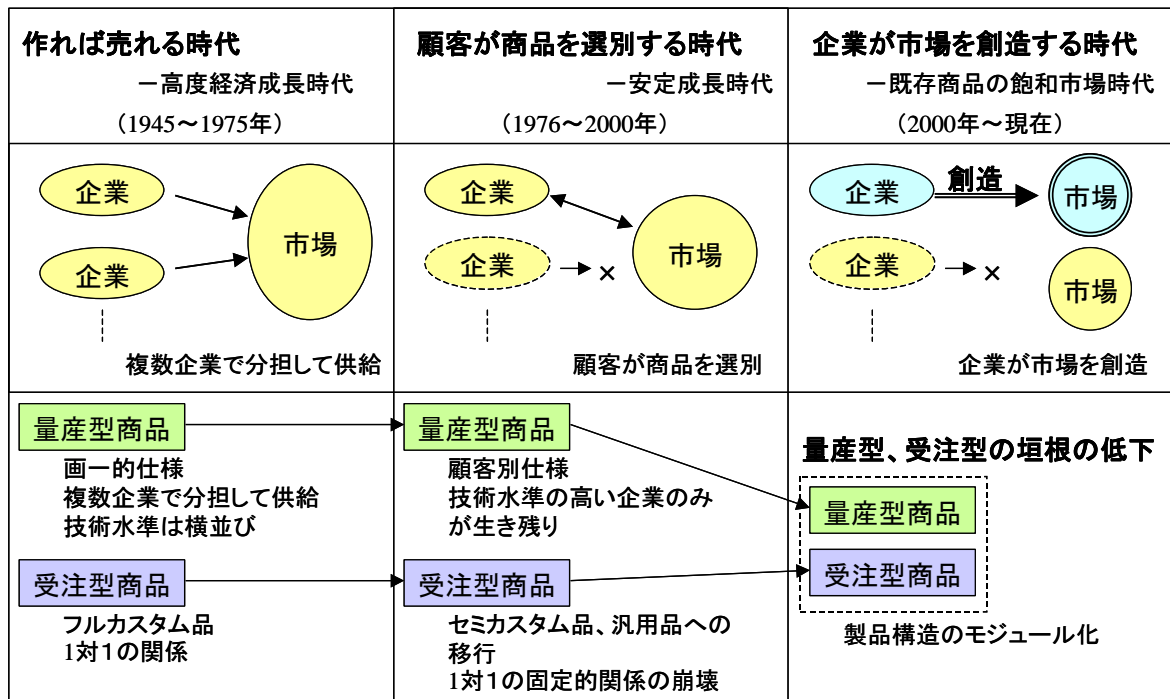 作れば売れる時代
－高度経済成長時代
（1945～1975年）
顧客が商品を選別する時代
－安定成長時代
（1976～2000年）
企業が市場を創造する時代
－既存商品の飽和市場時代
（2000年～現在）
企業
企業
市場
複数企業で分担して供給
企業
企業
×
市場
顧客が商品を選別
企業
創造
市場
企業
×
市場
企業が市場を創造
量産型商品
画一的仕様
複数企業で分担して供給
技術水準は横並び
受注型商品
フルカスタム品
1対１の関係
量産型商品
顧客別仕様
技術水準の高い企業のみ
が生き残り
受注型商品
セミカスタム品、汎用品への
移行
1対１の固定的関係の崩壊
量産型、受注型の垣根の低下
量産型商品
受注型商品
製品構造のモジュール化